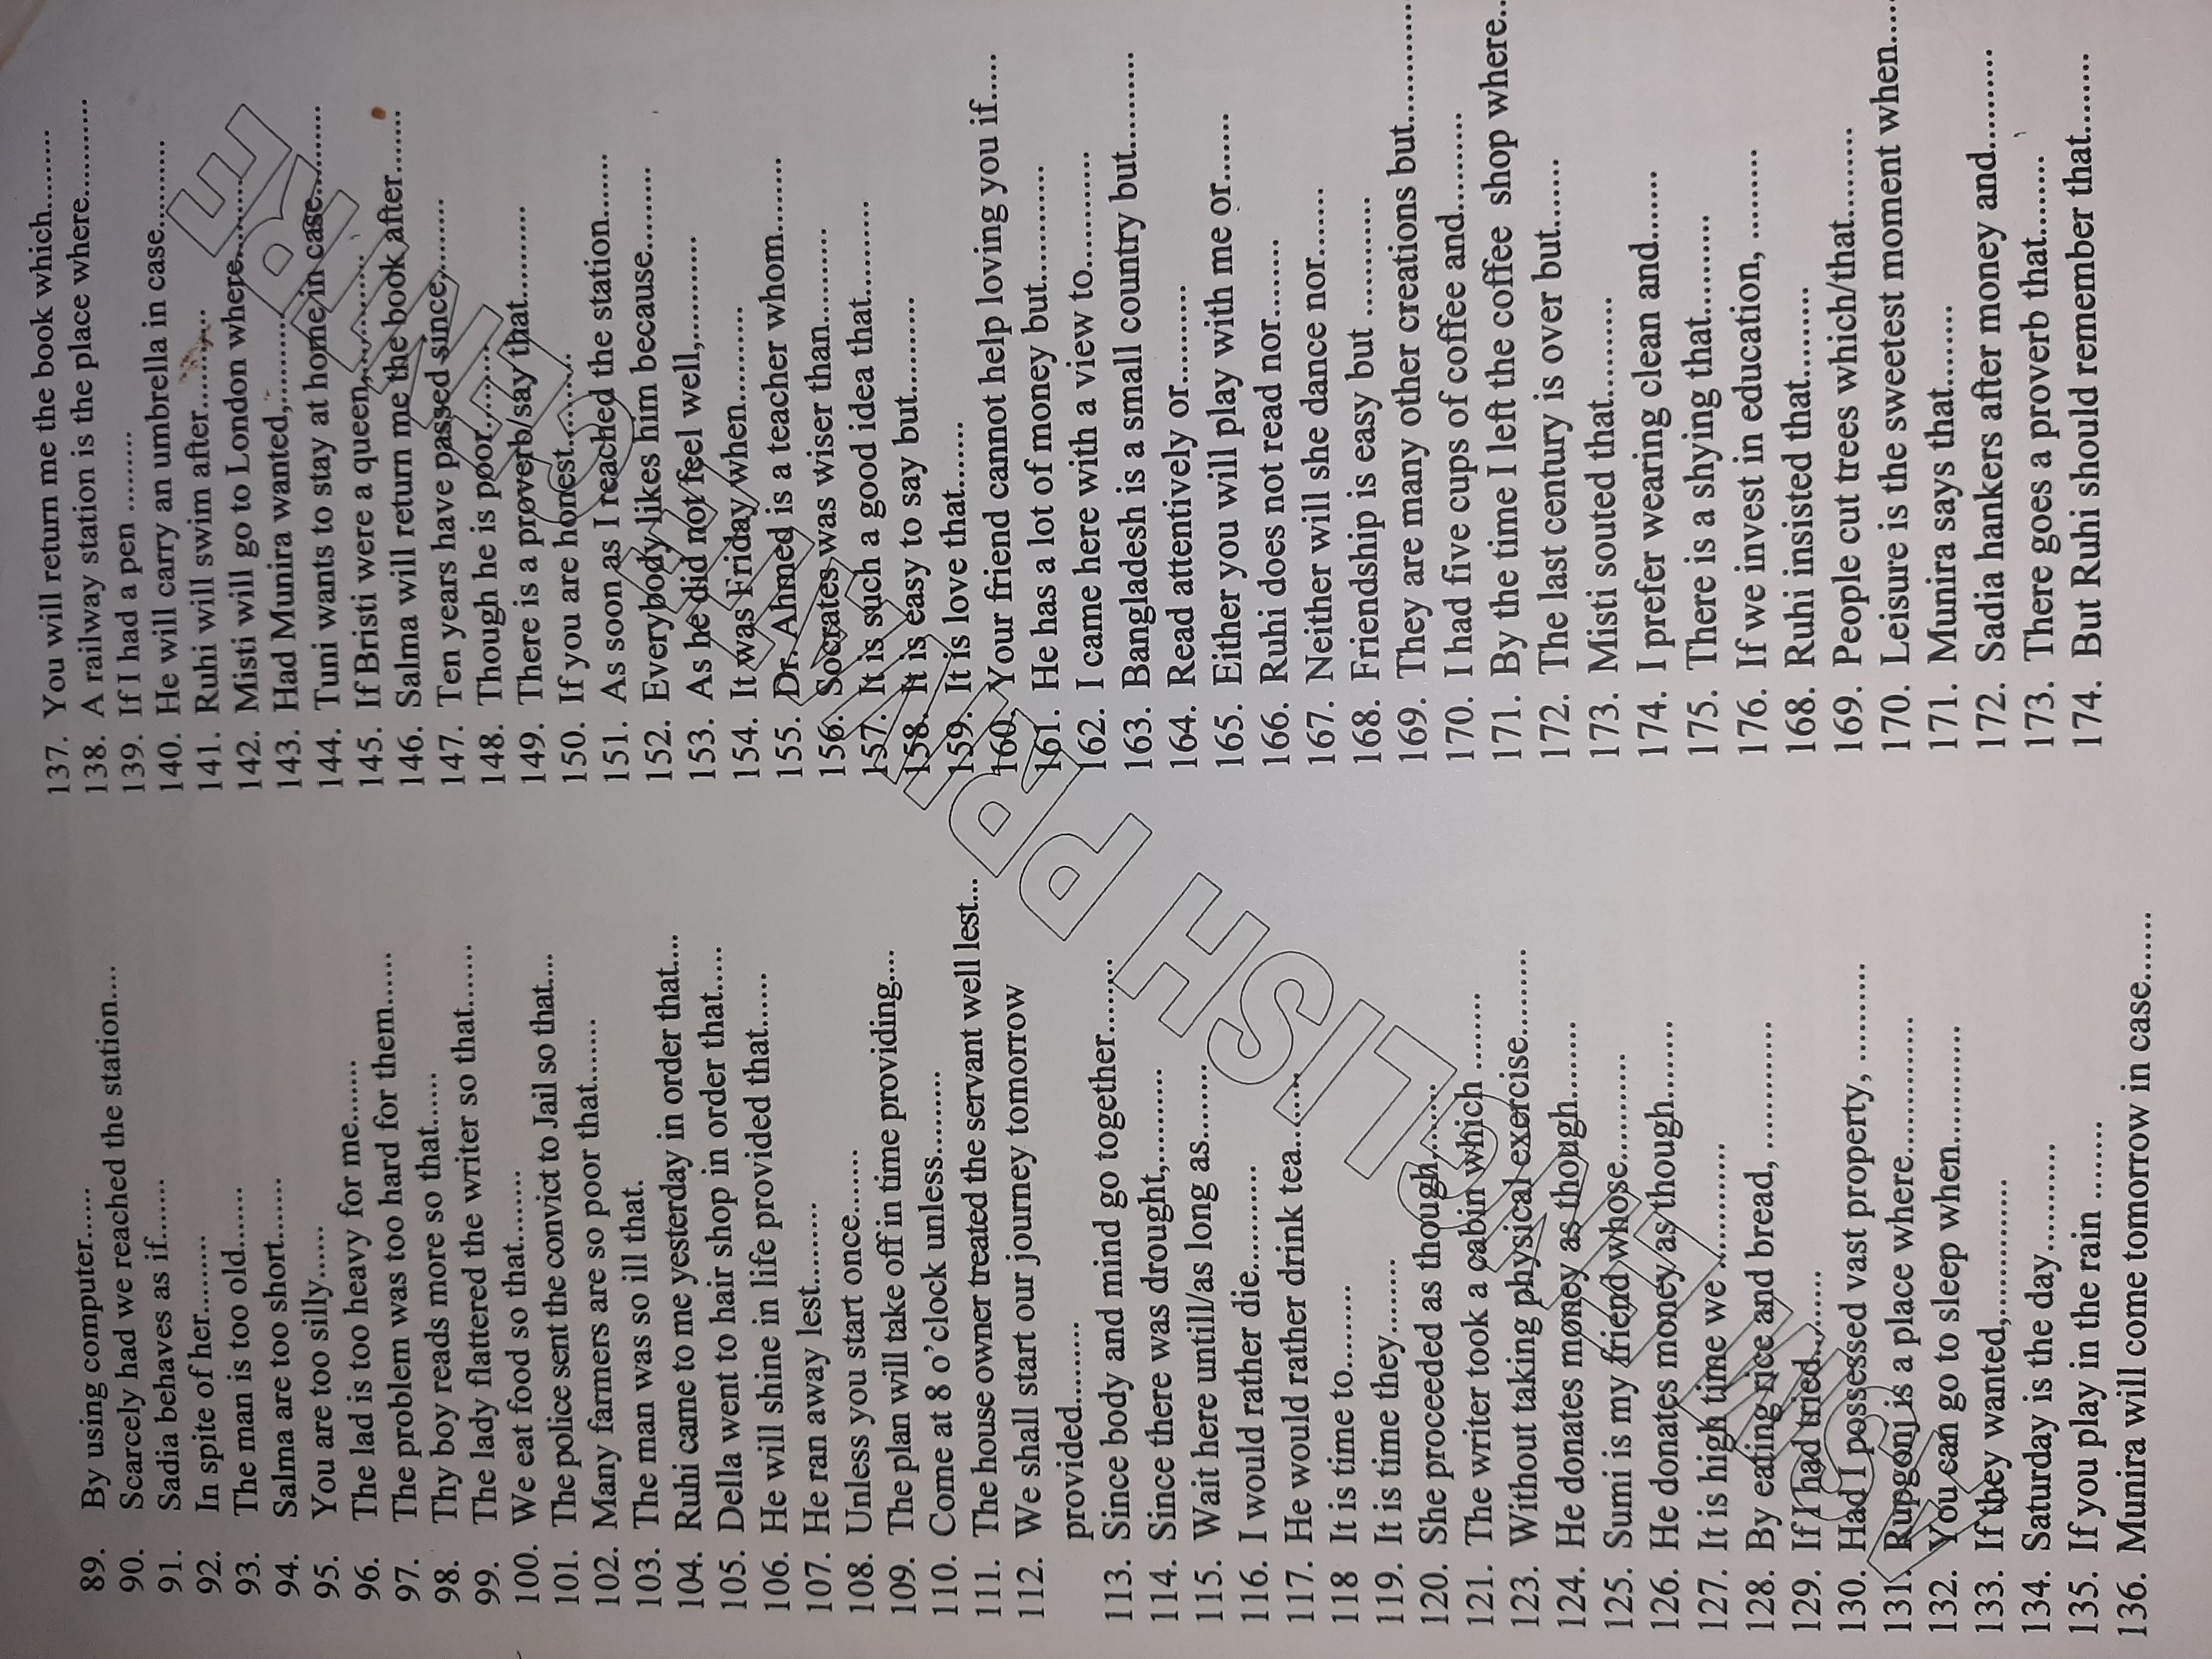 89. By using computer......
90. Scarcely had we reached the station....
91. Sadia behaves as if.......
92. In spite of her.........
93. The man is too old.......
94. Salma are too short.......
95. You are too silly......
96. The lad is too heavy for me.......
97. The problem was too hard for them......
98. Thy boy reads more so that......
99. The lady flattered the writer so that.......
100. We eat food so that........
101. The police sent the convict to Jail so that....
102. Many farmers are so poor that.......
103. The man was so ill that.
104. Ruhi came to me yesterday in order that....
105. Della went to hair shop in order that.....
106. He will shine in life provided that......
107. He ran away lest.........
108. Unless you start once.......
109. The plan will take off in time providing....
110. Come at 8 o’clock unless.........
111. The house owner treated the servant well lest...
112. We shall start our journey tomorrow
provided.........
113. Since body and mind go together........
114. Since there was drought,..........
115. Wait here untill/as long as........
116. I would rather die...........
117. He would rather drink tea........
118 It is time to.........
119. It is time they........
120. She proceeded as though........
121. The writer took a cabin which ........
123. Without taking physical exercise.........
124. He donates money as though........
125. Sumi is my friend whose...........
126. He donates money as though........
127. It is high time we .............
128. By eating rice and bread, .............
129. If I had tried.........
130. Had I possessed vast property, ..........
131. Rupgonj is a place where..............
132. You can go to sleep when............
133. If they wanted,..............
134. Saturday is the day...........
135. If you play in the rain ........
136. Munira will come tomorrow in case.......
137. You will return me the book which.........
138. A railway station is the place where...........
139. If I had a pen .........
140. He will carry an umbrella in case..........
141. Ruhi will swim after...........
142. Misti will go to London where.........
143. Had Munira wanted,..........
144. Tuni wants to stay at home in case..........
145. If Bristi were a queen,.............
146. Salma will return me the book after.......
147. Ten years have passed since,........
148. Though he is poor.........
149. There is a proverb/say that..........
150. If you are honest..........
151. As soon as I reached the station.......
152. Everybody likes him because.........
153. As he did not feel well,...........
154. It was Friday when..........
155. Dr. Ahmed is a teacher whom........
156. Socrates was wiser than..........
157. It is such a good idea that..........
158. It is easy to say but..........
159. It is love that.......
160. Your friend cannot help loving you if.....
161. He has a lot of money but............
162. I came here with a view to............
163. Bangladesh is a small country but..........
164. Read attentively or..........
165. Either you will play with me or.......
166. Ruhi does not read nor........
167. Neither will she dance nor.......
168. Friendship is easy but ............
169. They are many other creations but............
170. I had five cups of coffee and..........
171. By the time I left the coffee shop where..
172. The last century is over but.......
173. Misti souted that..........
174. I prefer wearing clean and.......
175. There is a shying that..........
176. If we invest in education, .........
168. Ruhi insisted that.........
169. People cut trees which/that.........
170. Leisure is the sweetest moment when.....
171. Munira says that........
172. Sadia hankers after money and..........
173. There goes a proverb that........
174. But Ruhi should remember that........
ENGLISH